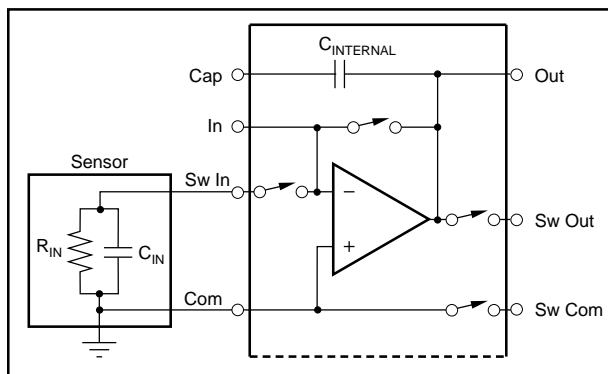 C_INTERNAL
Cap
Out
In
Sensor
Sw In
R_IN
C_IN
−
+
Sw Out
Com
Sw Com